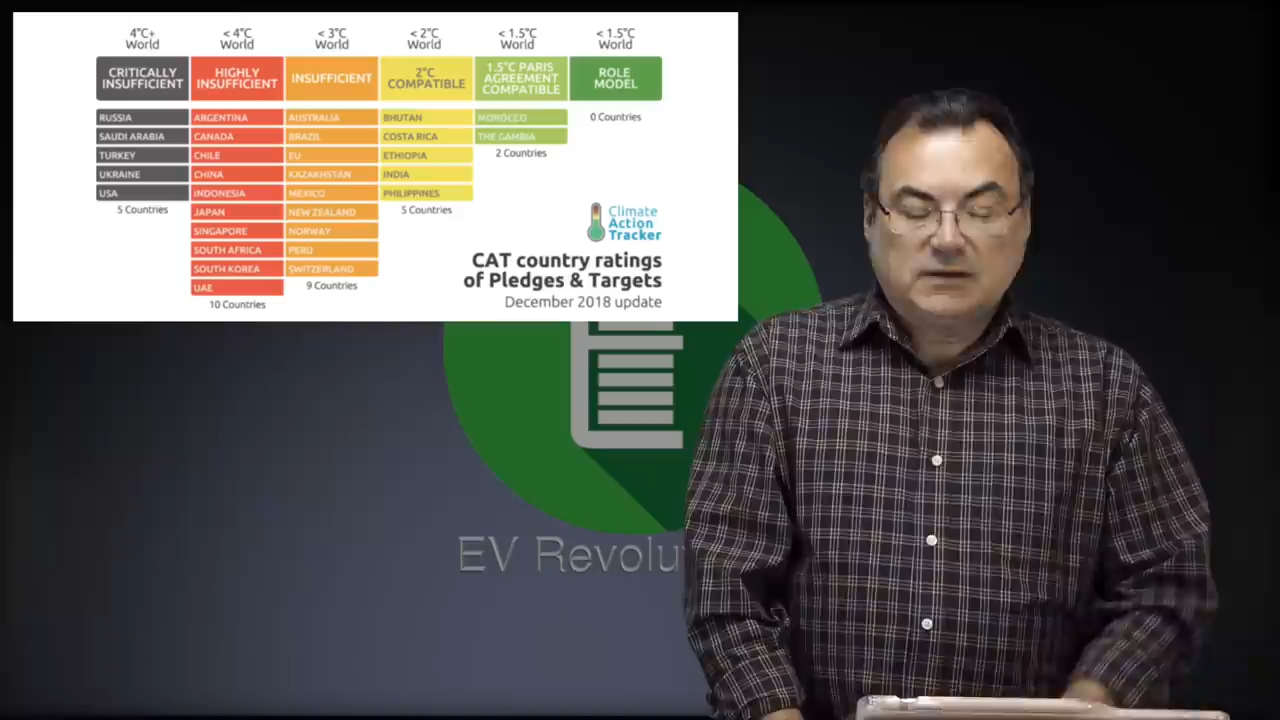 4°C+
World
< 4°C
World
< 3°C
World
< 2°C
World
< 1.5°C
World
< 1.5°C
World
CRITICALLY
INSUFFICIENT
HIGHLY
INSUFFICIENT
INSUFFICIENT
2°C
COMPATIBLE
1.5°C PARIS
AGREEMENT
COMPATIBLE
ROLE
MODEL
RUSSIA
SAUDI ARABIA
TURKEY
UKRAINE
USA
5 Countries
ARGENTINA
CANADA
CHILE
CHINA
INDONESIA
JAPAN
SINGAPORE
SOUTH AFRICA
SOUTH KOREA
UAE
10 Countries
AUSTRALIA
BRAZIL
EU
KAZAKHSTAN
MEXICO
NEW ZEALAND
NORWAY
PERU
SWITZERLAND
9 Countries
BHUTAN
COSTA RICA
ETHIOPIA
INDIA
PHILIPPINES
5 Countries
MOROCCO
THE GAMBIA
2 Countries
0 Countries
Climate
Action
Tracker
CAT country ratings
of Pledges & Targets
December 2018 update
EV Revolu